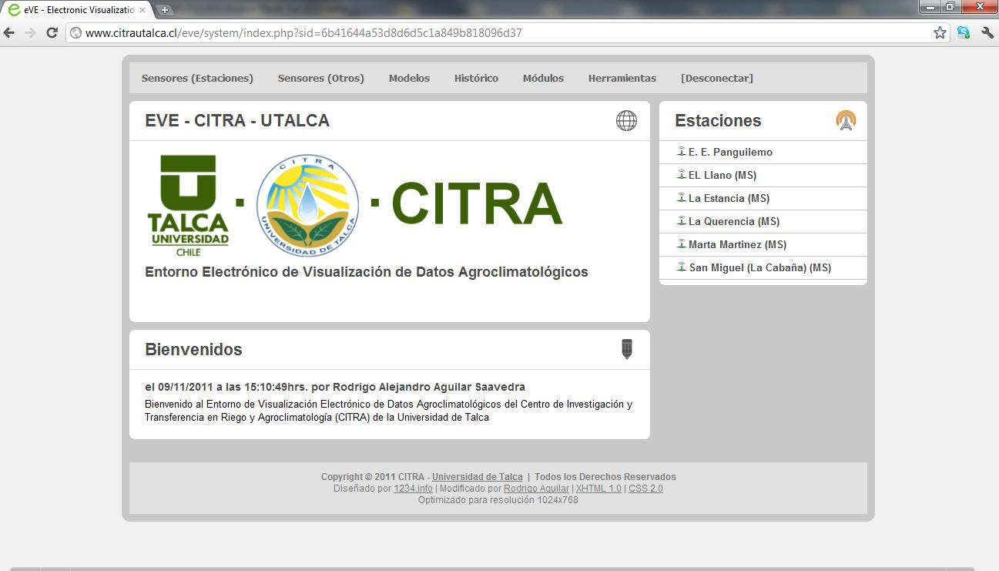 eVE - Electronic Visualizatio
www.citrautalca.cl/eve/system/index.php?sid=6b41644a53d8d6d5c1a849b818096d37
Sensores (Estaciones) Sensores (Otros) Modelos Histórico Módulos Herramientas [Desconectar]
EVE - CITRA - UTALCA
TALCA
UNIVERSIDAD
CHILE
CITRA
UNIVERSIDAD DE TALCA
· CITRA
Entorno Electrónico de Visualización de Datos Agroclimatológicos
Bienvenidos
el 09/11/2011 a las 15:10:49hrs. por Rodrigo Alejandro Aguilar Saavedra
Bienvenido al Entorno de Visualización Electrónico de Datos Agroclimatológicos del Centro de Investigación y
Transferencia en Riego y Agroclimatología (CITRA) de la Universidad de Talca
Estaciones
E. E. Panguilemo
EL Llano (MS)
La Estancia (MS)
La Querencia (MS)
Marta Martinez (MS)
San Miguel (La Cabaña) (MS)
Copyright © 2011 CITRA - Universidad de Talca | Todos los Derechos Reservados
Diseñado por 1234.info | Modificado por Rodrigo Aguilar | XHTML 1.0 | CSS 2.0
Optimizado para resolución 1024x768